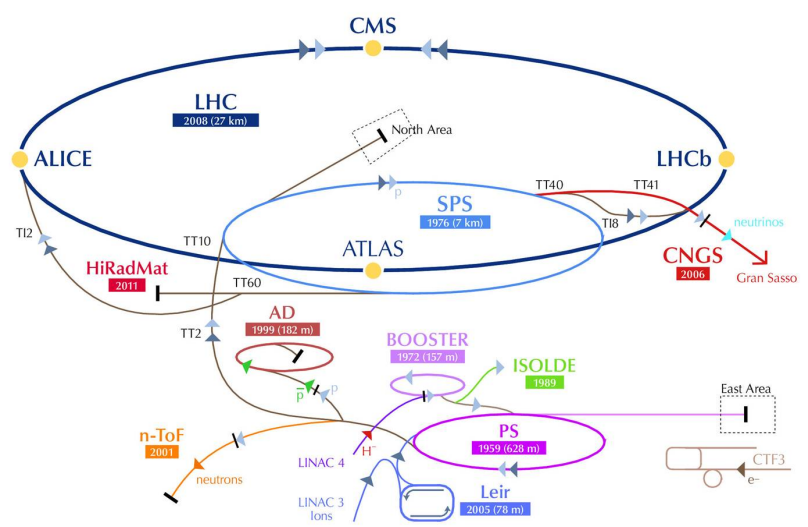 CMS
LHC
2008 (27 km)
North Area
ALICE
LHCb
TT40
TT41
p
SPS
1976 (7 km)
TI8
neutrinos
TI2
TT10
ATLAS
CNGS
2006
Gran Sasso
HiRadMat
2011
TT60
AD
1999 (182 m)
TT2
BOOSTER
1972 (157 m)
ISOLDE
1989
p
p
East Area
n-ToF
2001
H⁻
PS
1959 (628 m)
LINAC 4
neutrons
CTF3
e–
LINAC 3
Ions
Leir
2005 (78 m)